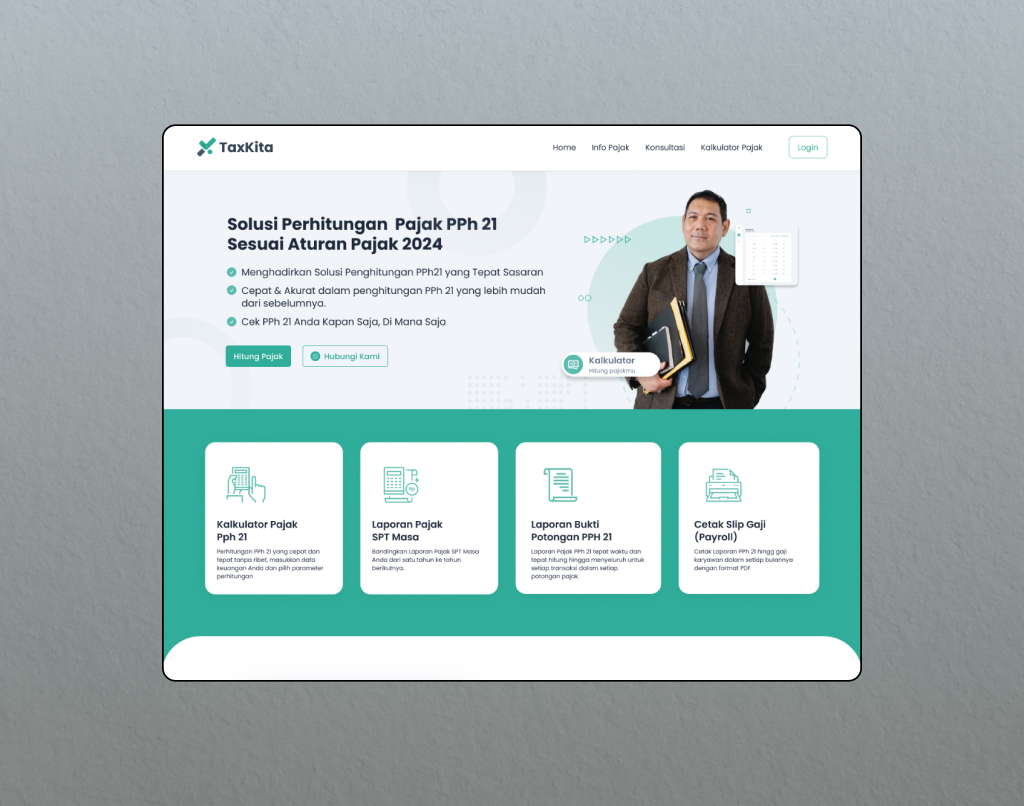 TaxKita
Home Info Pajak Konsultasi Kalkulator Pajak Login
Solusi Perhitungan Pajak PPh 21
Sesuai Aturan Pajak 2024
Menghadirkan Solusi Penghitungan PPh21 yang Tepat Sasaran
Cepat & Akurat dalam penghitungan PPh 21 yang lebih mudah
dari sebelumnya.
Cek PPh 21 Anda Kapan Saja, Di Mana Saja
Hitung Pajak
Hubungi Kami
Kalkulator
Hitung pajakmu
Kalkulator Pajak
Pph 21
Perhitungan PPh 21 yang cepat dan
tepat tanpa ribet, masukkan data
keuangan Anda dan pilih parameter
perhitungan
Rp
Laporan Pajak
SPT Masa
Bandingkan Laporan Pajak SPT Masa
Anda dari satu tahun ke tahun
berikutnya.
Laporan Bukti
Potongan PPH 21
Laporan Pajak PPh 21 tepat waktu dan
tepat hitung hingga menyeluruh untuk
setiap transaksi dalam setiap
potongan pajak.
Cetak Slip Gaji
(Payroll)
Cetak Laporan PPh 21 hingg gaji
karyawan dalam setiap bulannya
dengan format PDF